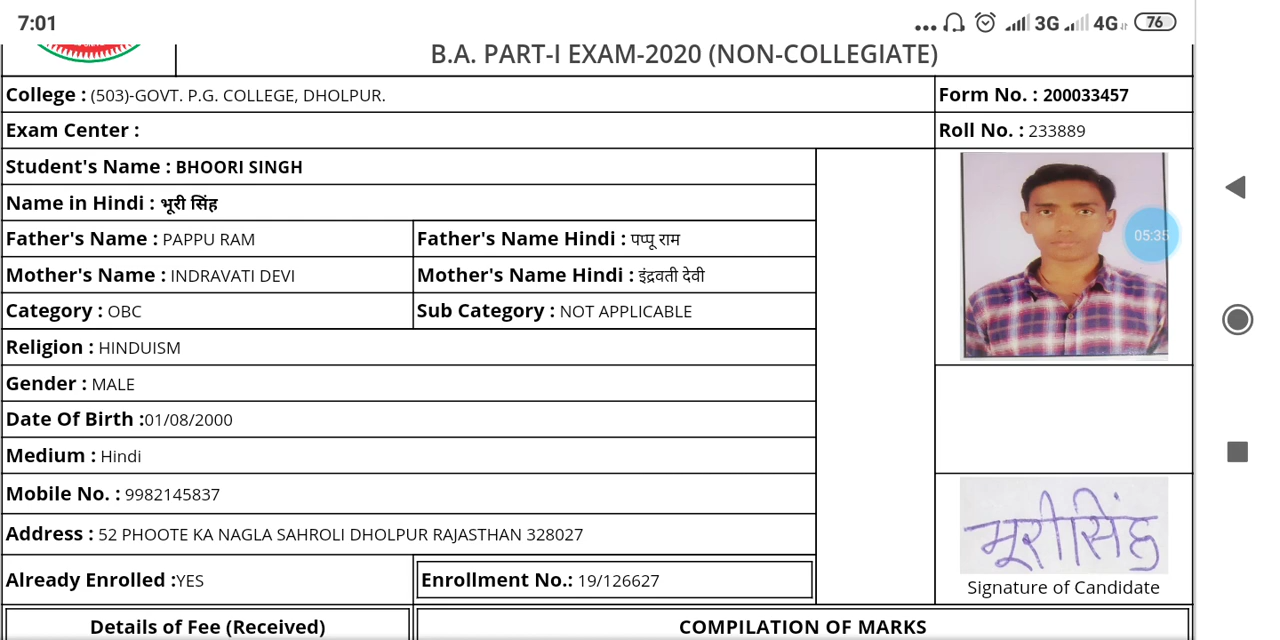 7:01
3G 4G 76
B.A. PART-I EXAM-2020 (NON-COLLEGIATE)
College : (503)-GOVT. P.G. COLLEGE, DHOLPUR.
Form No. : 200033457
Exam Center :
Roll No. : 233889
Student's Name : BHOORI SINGH
Name in Hindi : भूरी सिंह
Father's Name : PAPPU RAM
Father's Name Hindi : पप्पू राम
05:35
Mother's Name : INDRAVATI DEVI
Mother's Name Hindi : इंद्रवती देवी
Category : OBC
Sub Category : NOT APPLICABLE
Religion : HINDUISM
Gender : MALE
Date Of Birth :01/08/2000
Medium : Hindi
Mobile No. : 9982145837
Address : 52 PHOOTE KA NAGLA SAHROLI DHOLPUR RAJASTHAN 328027
भूरी सिंह
Already Enrolled :YES
Enrollment No.: 19/126627
Signature of Candidate
Details of Fee (Received)
COMPILATION OF MARKS